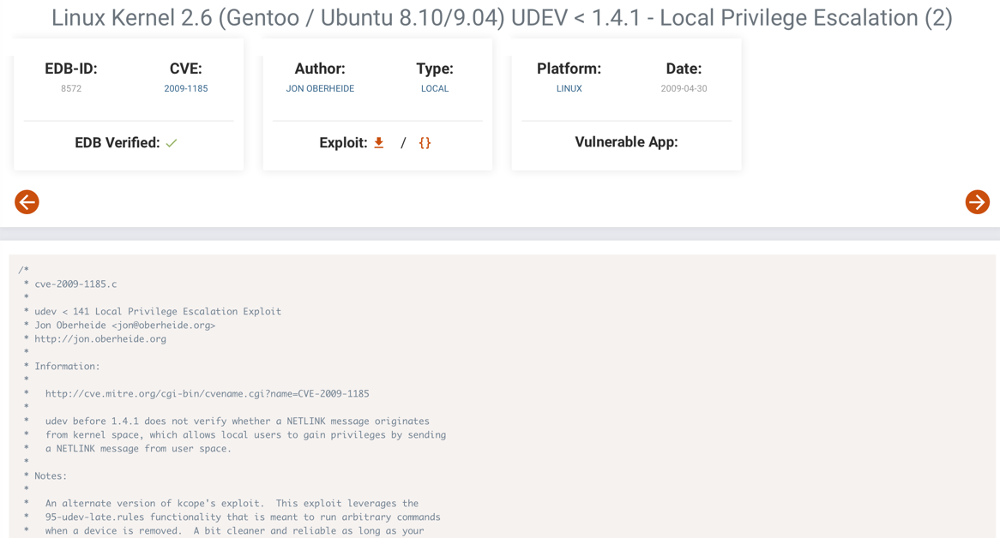 Linux Kernel 2.6 (Gentoo / Ubuntu 8.10/9.04) UDEV < 1.4.1 - Local Privilege Escalation (2)
EDB-ID:
8572
CVE:
2009-1185
EDB Verified:
Author:
JON OBERHEIDE
Type:
LOCAL
Exploit: / {}
Platform:
LINUX
Date:
2009-04-30
Vulnerable App:
/*
* cve-2009-1185.c
*
* udev < 141 Local Privilege Escalation Exploit
* Jon Oberheide <jon@oberheide.org>
* http://jon.oberheide.org
*
* Information:
*
* http://cve.mitre.org/cgi-bin/cvename.cgi?name=CVE-2009-1185
*
* udev before 1.4.1 does not verify whether a NETLINK message originates
* from kernel space, which allows local users to gain privileges by sending
* a NETLINK message from user space.
*
* Notes:
*
* An alternate version of kcope's exploit.  This exploit leverages the
* 95-udev-late.rules functionality that is meant to run arbitrary commands
* when a device is removed.  A bit cleaner and reliable as long as your